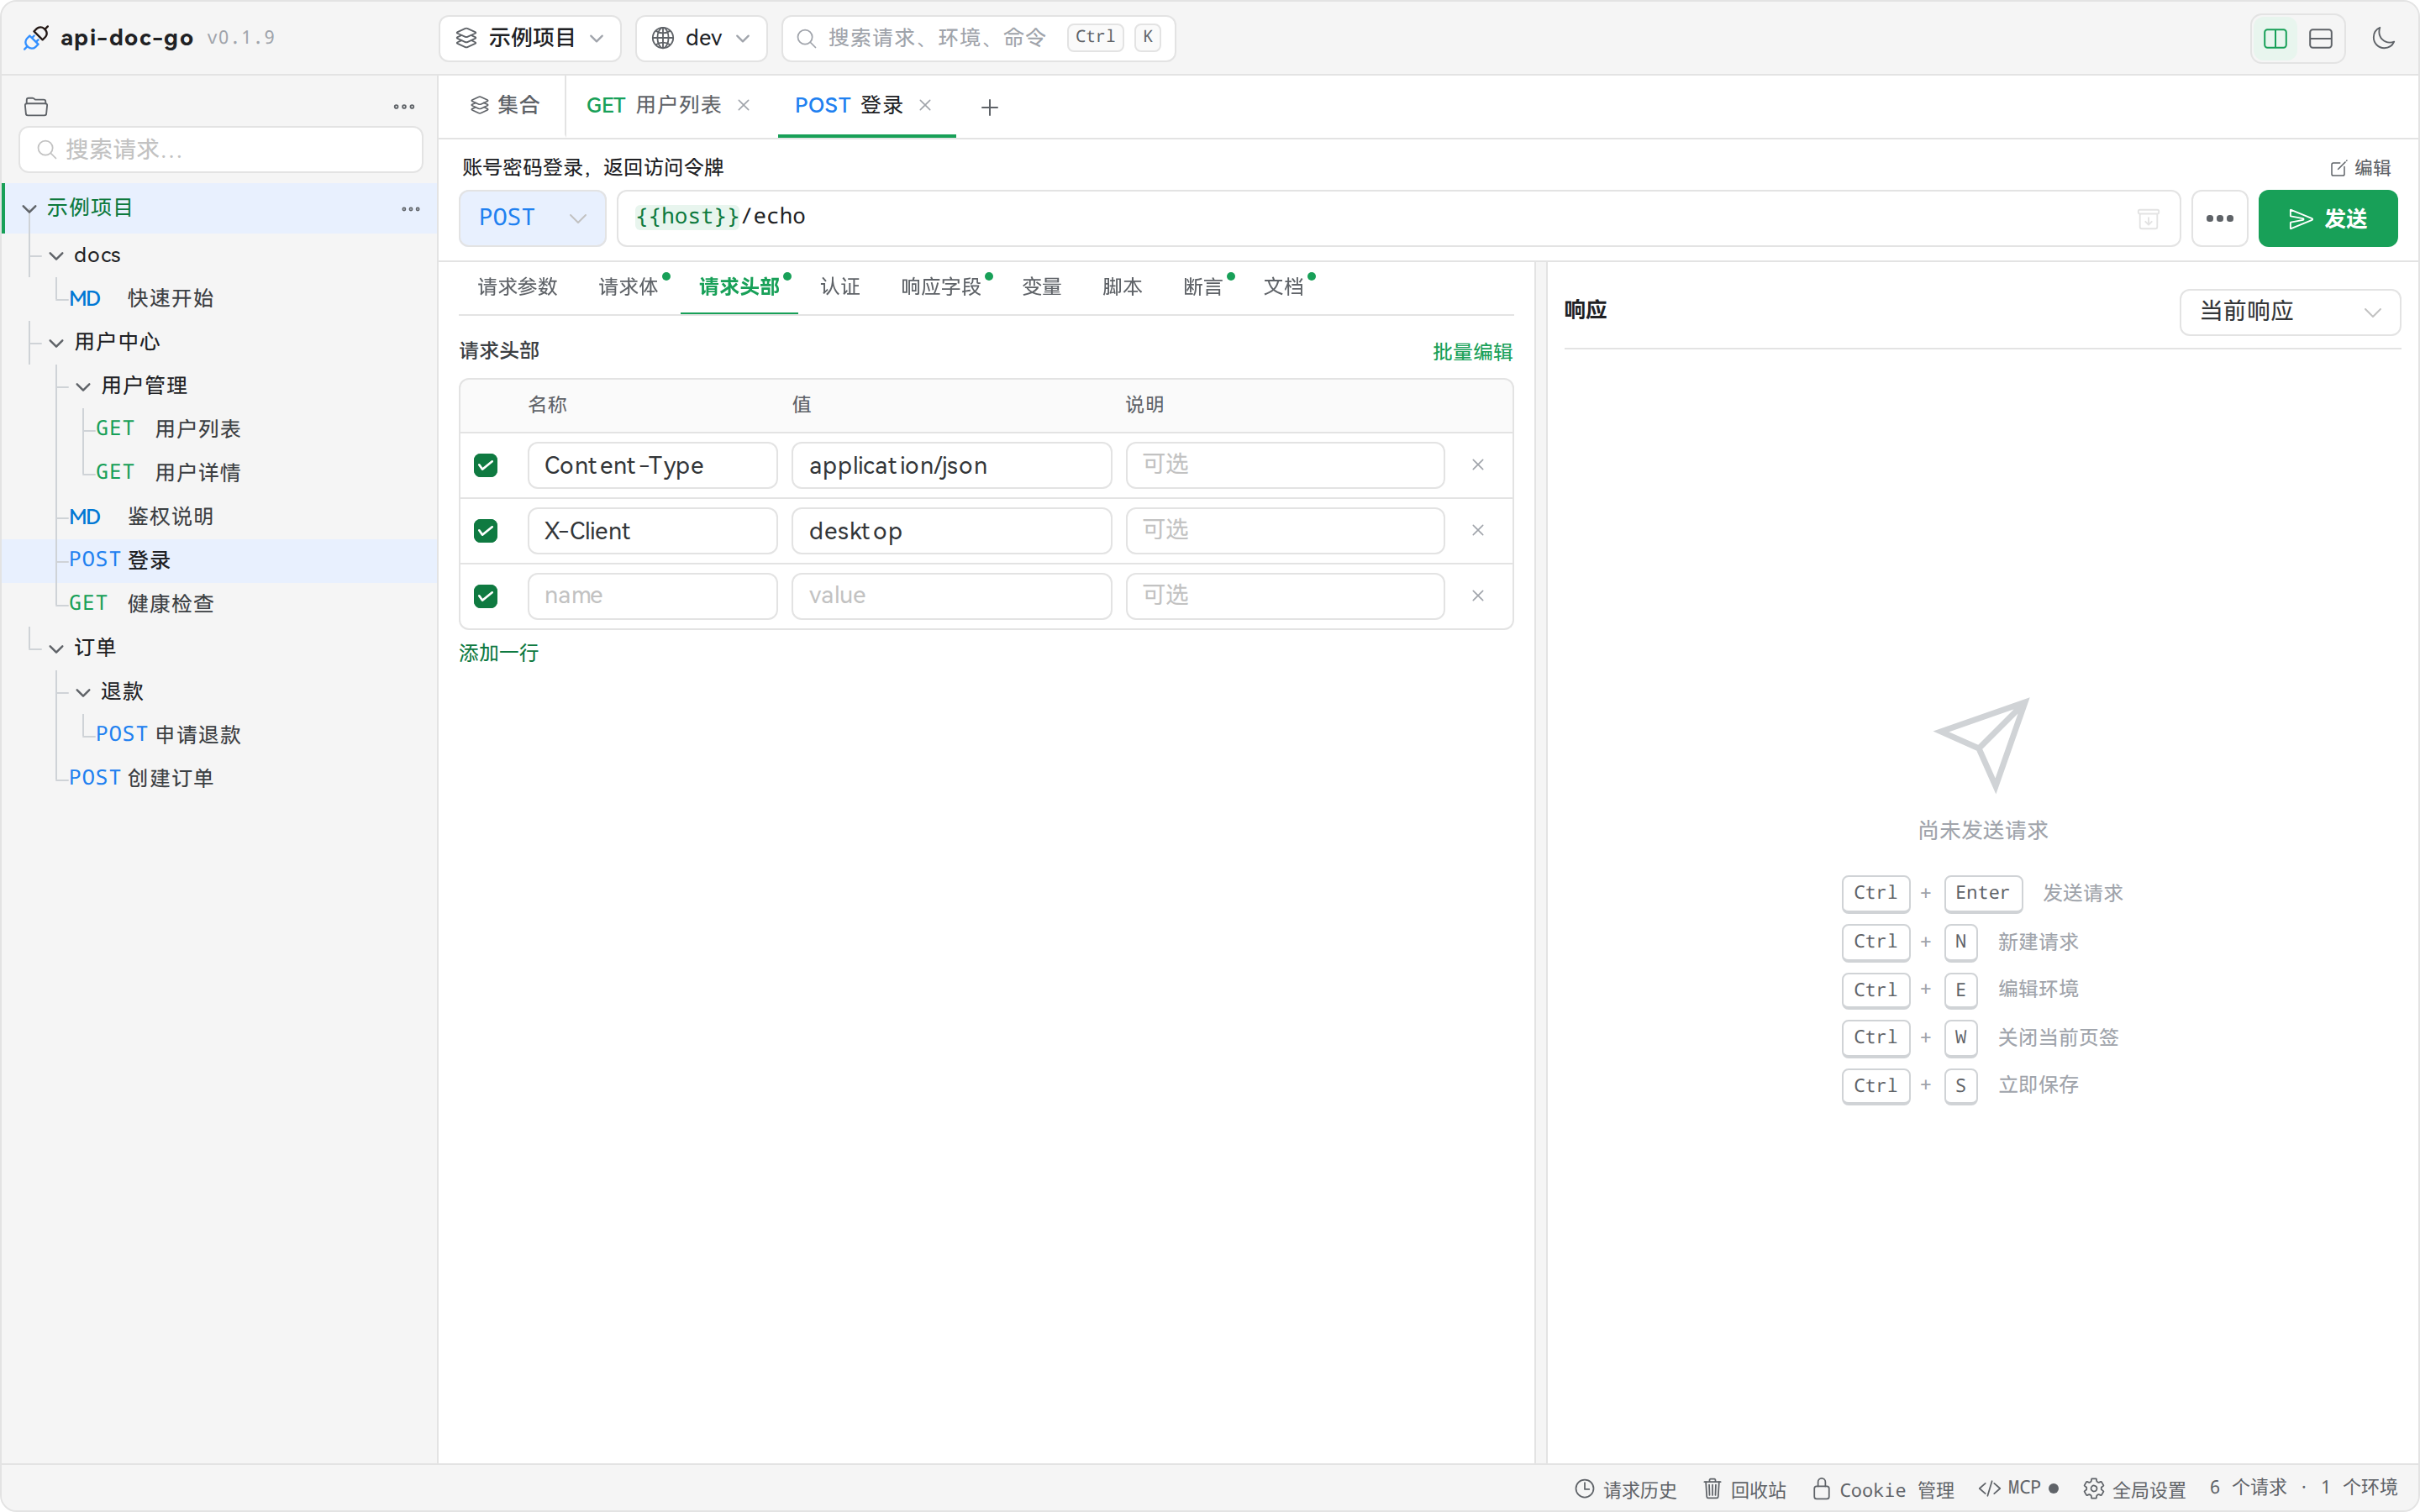 api-doc-go v0.1.9
示例项目
dev
搜索请求、环境、命令 Ctrl K
搜索请求...
示例项目
docs
MD 快速开始
用户中心
用户管理
GET 用户列表
GET 用户详情
MD 鉴权说明
POST 登录
GET 健康检查
订单
退款
POST 申请退款
POST 创建订单
集合
GET 用户列表
POST 登录
账号密码登录，返回访问令牌
编辑
POST
{{host}}/echo
发送
请求参数 请求体 请求头部 认证 响应字段 变量 脚本 断言 文档
请求头部
批量编辑
名称 值 说明
Content-Type application/json 可选
X-Client desktop 可选
name value 可选
添加一行
响应
当前响应
尚未发送请求
Ctrl + Enter 发送请求
Ctrl + N 新建请求
Ctrl + E 编辑环境
Ctrl + W 关闭当前页签
Ctrl + S 立即保存
请求历史 回收站 Cookie 管理 MCP 全局设置 6 个请求 · 1 个环境